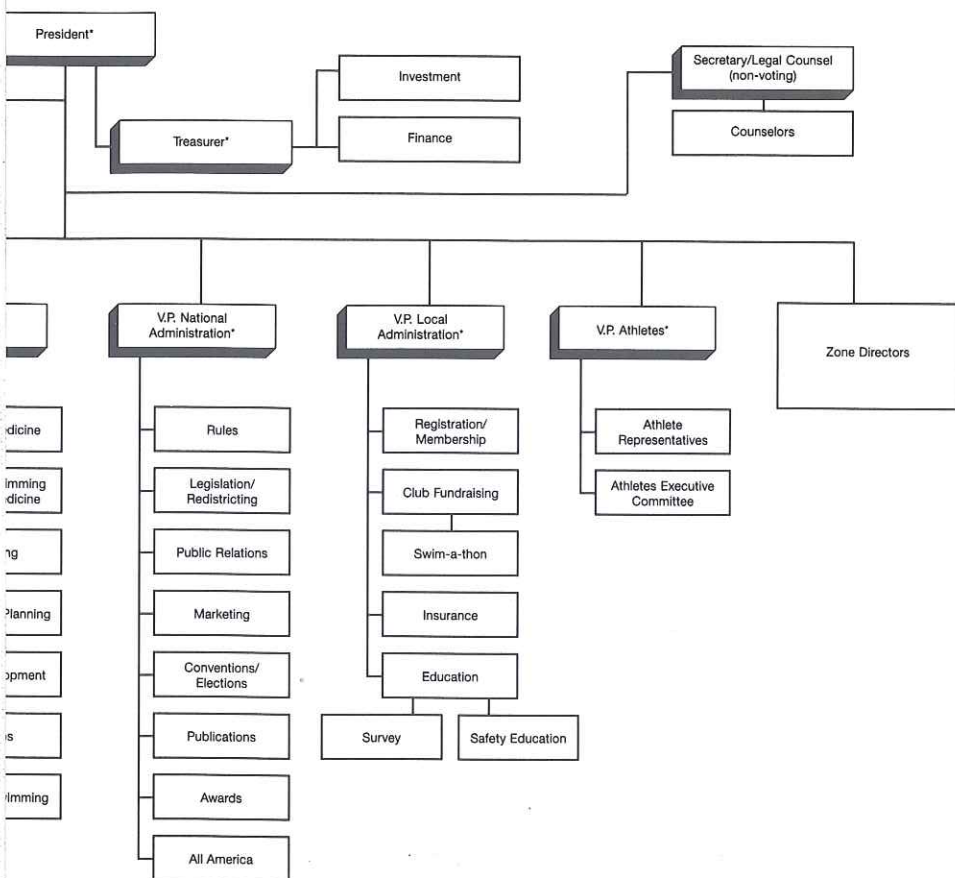 President*
Investment
Finance
Treasurer*
Secretary/Legal Counsel
(non-voting)
Counselors
V.P. National
Administration*
Rules
Legislation/
Redistricting
Public Relations
Marketing
Conventions/
Elections
Publications
Awards
All America
V.P. Local
Administration*
Registration/
Membership
Club Fundraising
Swim-a-thon
Insurance
Education
Survey
Safety Education
V.P. Athletes*
Athlete
Representatives
Athletes Executive
Committee
Zone Directors
Planning